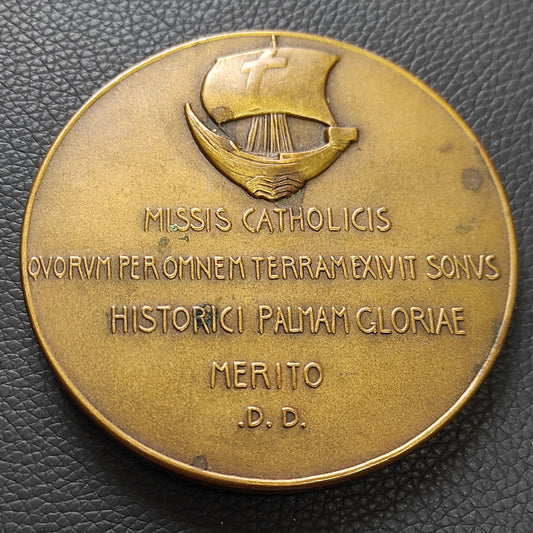 MISSIS CATHOLICIS
QVORVM PER OMNEM TERRAM EXIVIT SONVS
HISTORICI PALMAM GLORIAE
MERITO
.D.D.